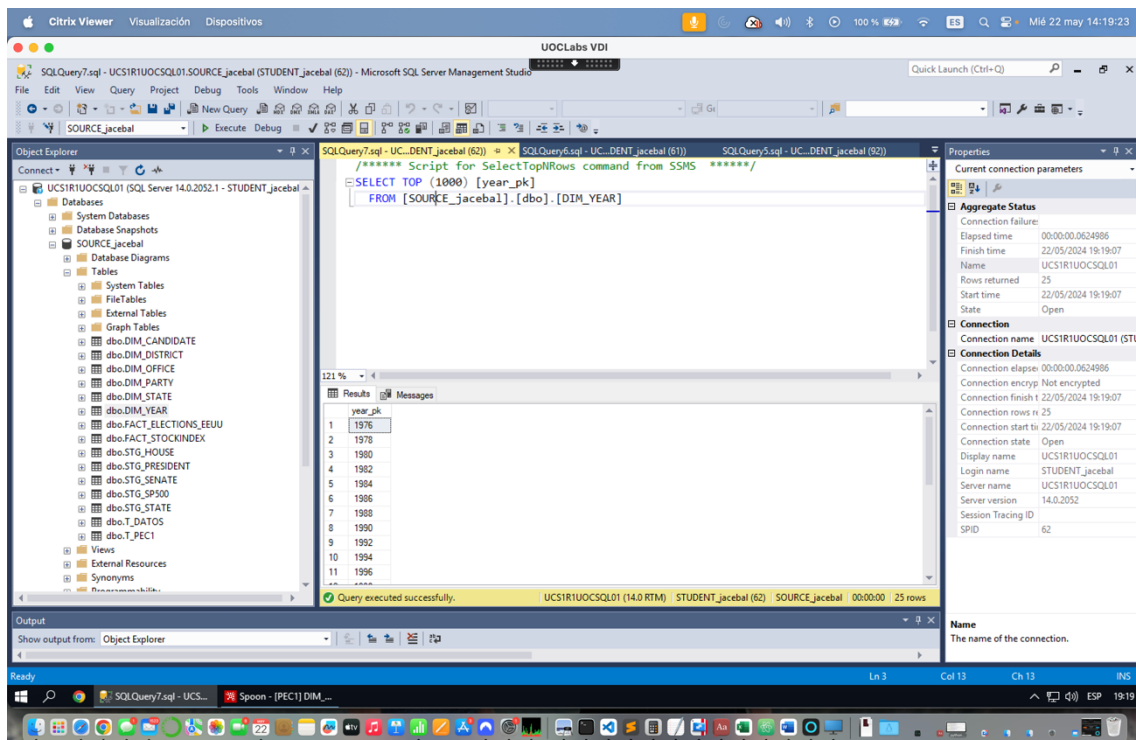 Citrix Viewer Visualización Dispositivos 100 % ES Mié 22 may 14:19:23
UOCLabs VDI
SQLQuery7.sql - UCS1R1UOCSQL01.SOURCE_jacebal (STUDENT_jacebal (62)) - Microsoft SQL Server Management Studio Quick Launch (Ctrl+Q)
File Edit View Query Project Debug Tools Window Help
New Query
SOURCE_jacebal Execute Debug
Object Explorer
Connect
UCS1R1UOCSQL01 (SQL Server 14.0.2052.1 - STUDENT_jacebal
Databases
System Databases
Database Snapshots
SOURCE_jacebal
Database Diagrams
Tables
System Tables
FileTables
External Tables
Graph Tables
dbo.DIM_CANDIDATE
dbo.DIM_DISTRICT
dbo.DIM_OFFICE
dbo.DIM_PARTY
dbo.DIM_STATE
dbo.DIM_YEAR
dbo.FACT_ELECTIONS_EEUU
dbo.FACT_STOCKINDEX
dbo.STG_HOUSE
dbo.STG_PRESIDENT
dbo.STG_SENATE
dbo.STG_SP500
dbo.STG_STATE
dbo.T_DATOS
dbo.T_PEC1
Views
External Resources
Synonyms
Programmability
SQLQuery7.sql - UC...DENT_jacebal (62)) SQLQuery6.sql - UC...DENT_jacebal (61)) SQLQuery5.sql - UC...DENT_jacebal (92))
/****** Script for SelectTopNRows command from SSMS ******/
SELECT TOP (1000) [year_pk]
FROM [SOURCE_jacebal].[dbo].[DIM_YEAR]
121 %
Results Messages
year_pk
1 1976
2 1978
3 1980
4 1982
5 1984
6 1986
7 1988
8 1990
9 1992
10 1994
11 1996
Query executed successfully. UCS1R1UOCSQL01 (14.0 RTM) STUDENT_jacebal (62) SOURCE_jacebal 00:00:00 25 rows
Properties
Current connection parameters
Aggregate Status
Connection failure:
Elapsed time 00:00:00.0624986
Finish time 22/05/2024 19:19:07
Name UCS1R1UOCSQL01
Rows returned 25
Start time 22/05/2024 19:19:07
State Open
Connection
Connection name UCS1R1UOCSQL01 (STU
Connection Details
Connection elapse 00:00:00.0624986
Connection encryp Not encrypted
Connection finish t 22/05/2024 19:19:07
Connection rows re 25
Connection start tir 22/05/2024 19:19:07
Connection state Open
Display name UCS1R1UOCSQL01
Login name STUDENT_jacebal
Server name UCS1R1UOCSQL01
Server version 14.0.2052
Session Tracing ID
SPID 62
Name
The name of the connection.
Output
Show output from: Object Explorer
Ready Ln 3 Col 13 Ch 13 INS
SQLQuery7.sql - UCS... Spoon - [PEC1] DIM_... ESP 19:19
22